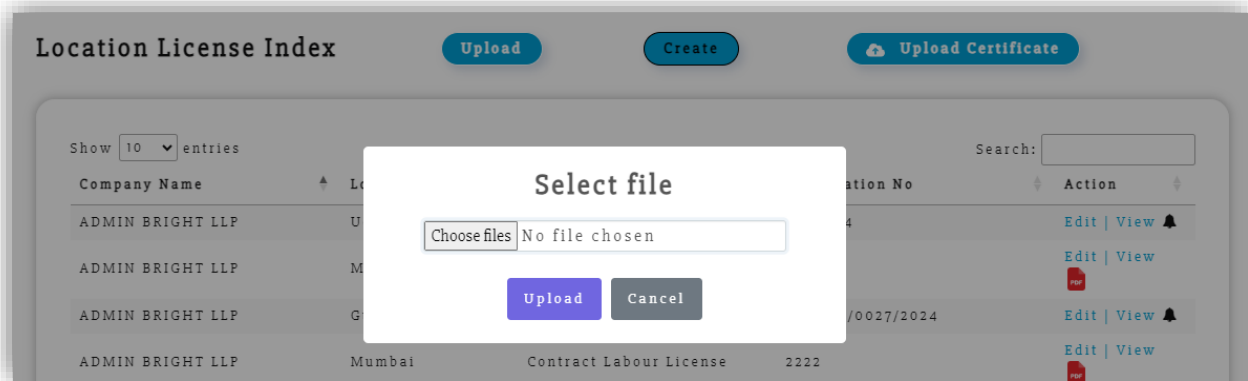 Location License Index Upload Create Upload Certificate
Show 10 entries Search:
Select file
Company Name Action
Choose files No file chosen
ADMIN BRIGHT LLP Edit | View
ADMIN BRIGHT LLP Edit | View
PDF
Upload Cancel
ADMIN BRIGHT LLP /0027/2024 Edit | View
ADMIN BRIGHT LLP Mumbai Contract Labour License 2222 Edit | View
PDF